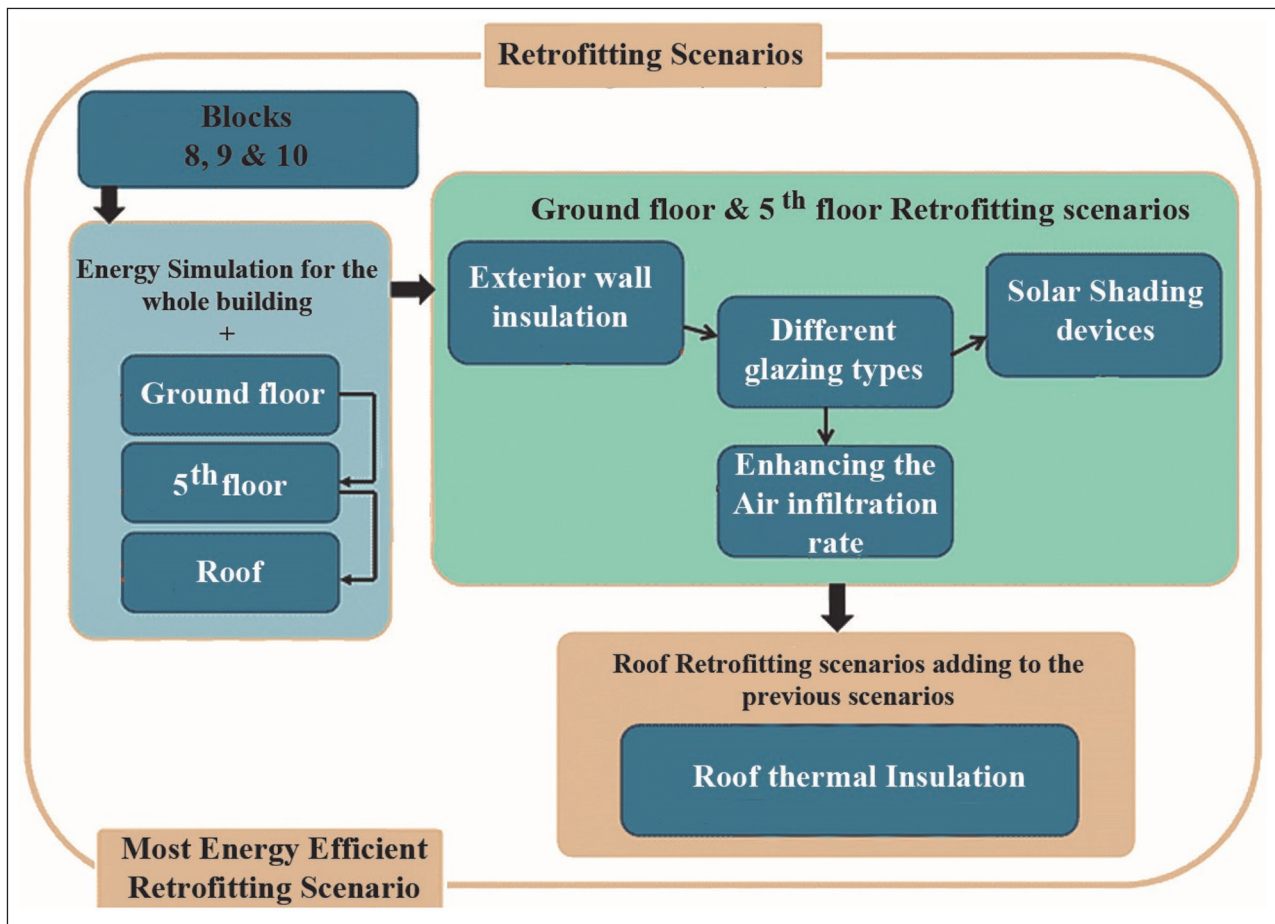 Retrofitting Scenarios
Blocks
8, 9 & 10
Energy Simulation for the
whole building
+
Ground floor
5th floor
Roof
Ground floor & 5 th floor Retrofitting scenarios
Exterior wall
insulation
Different
glazing types
Solar Shading
devices
Enhancing the
Air infiltration
rate
Roof Retrofitting scenarios adding to the
previous scenarios
Roof thermal Insulation
Most Energy Efficient
Retrofitting Scenario